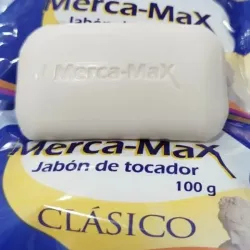 Merca-Max
Merca-Max
Merca-Max
Jabón de tocador
100 g
CLÁSICO